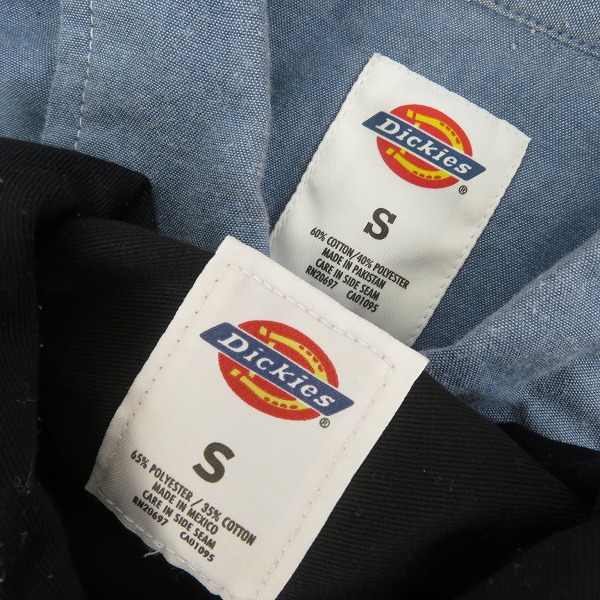 Dickies
®
S
60% COTTON/40% POLYESTER
MADE IN PAKISTAN
CARE IN SIDE SEAM
RN20697 CA01095
Dickies
®
S
65% POLYESTER / 35% COTTON
MADE IN MEXICO
CARE IN SIDE SEAM
RN20697 CA01095